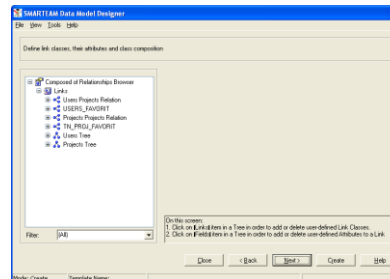 SMARTEAM Data Model Designer
File View Tools Help
Define link classes, their attributes and class composition
Composed of Relationships Browser
Links
Users Projects Relation
USERS_FAVORIT
Projects Projects Relation
TN_PROJ_FAVORIT
Users Tree
Projects Tree
On this screen:
1. Click on (Links) item in a Tree in order to add or delete user-defined Link Classes.
2. Click on (Fields) item in a Tree in order to add or delete user-defined Attributes to a Link
Filter: (All)
Close < Back Next > Create Help
Mode: Create Template Name: